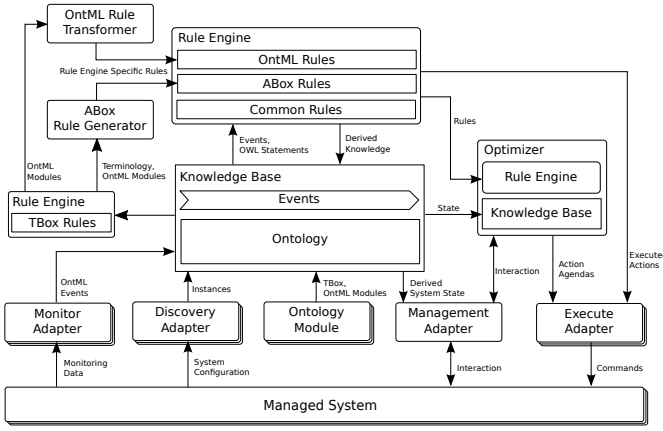 OntML Rule
Transformer
Rule Engine
OntML Rules
Rule Engine Specific Rules
ABox Rules
ABox
Rule Generator
Common Rules
Rules
Events,
OWL Statements
Derived
Knowledge
Optimizer
OntML
Modules
Terminology,
OntML Modules
Knowledge Base
Rule Engine
Rule Engine
Events
TBox Rules
State
Knowledge Base
Ontology
Execute
Actions
OntML
Events
Instances
TBox,
OntML Modules
Derived
System State
Interaction
Action
Agendas
Monitor
Adapter
Discovery
Adapter
Ontology
Module
Management
Adapter
Execute
Adapter
Monitoring
Data
System
Configuration
Interaction
Commands
Managed System